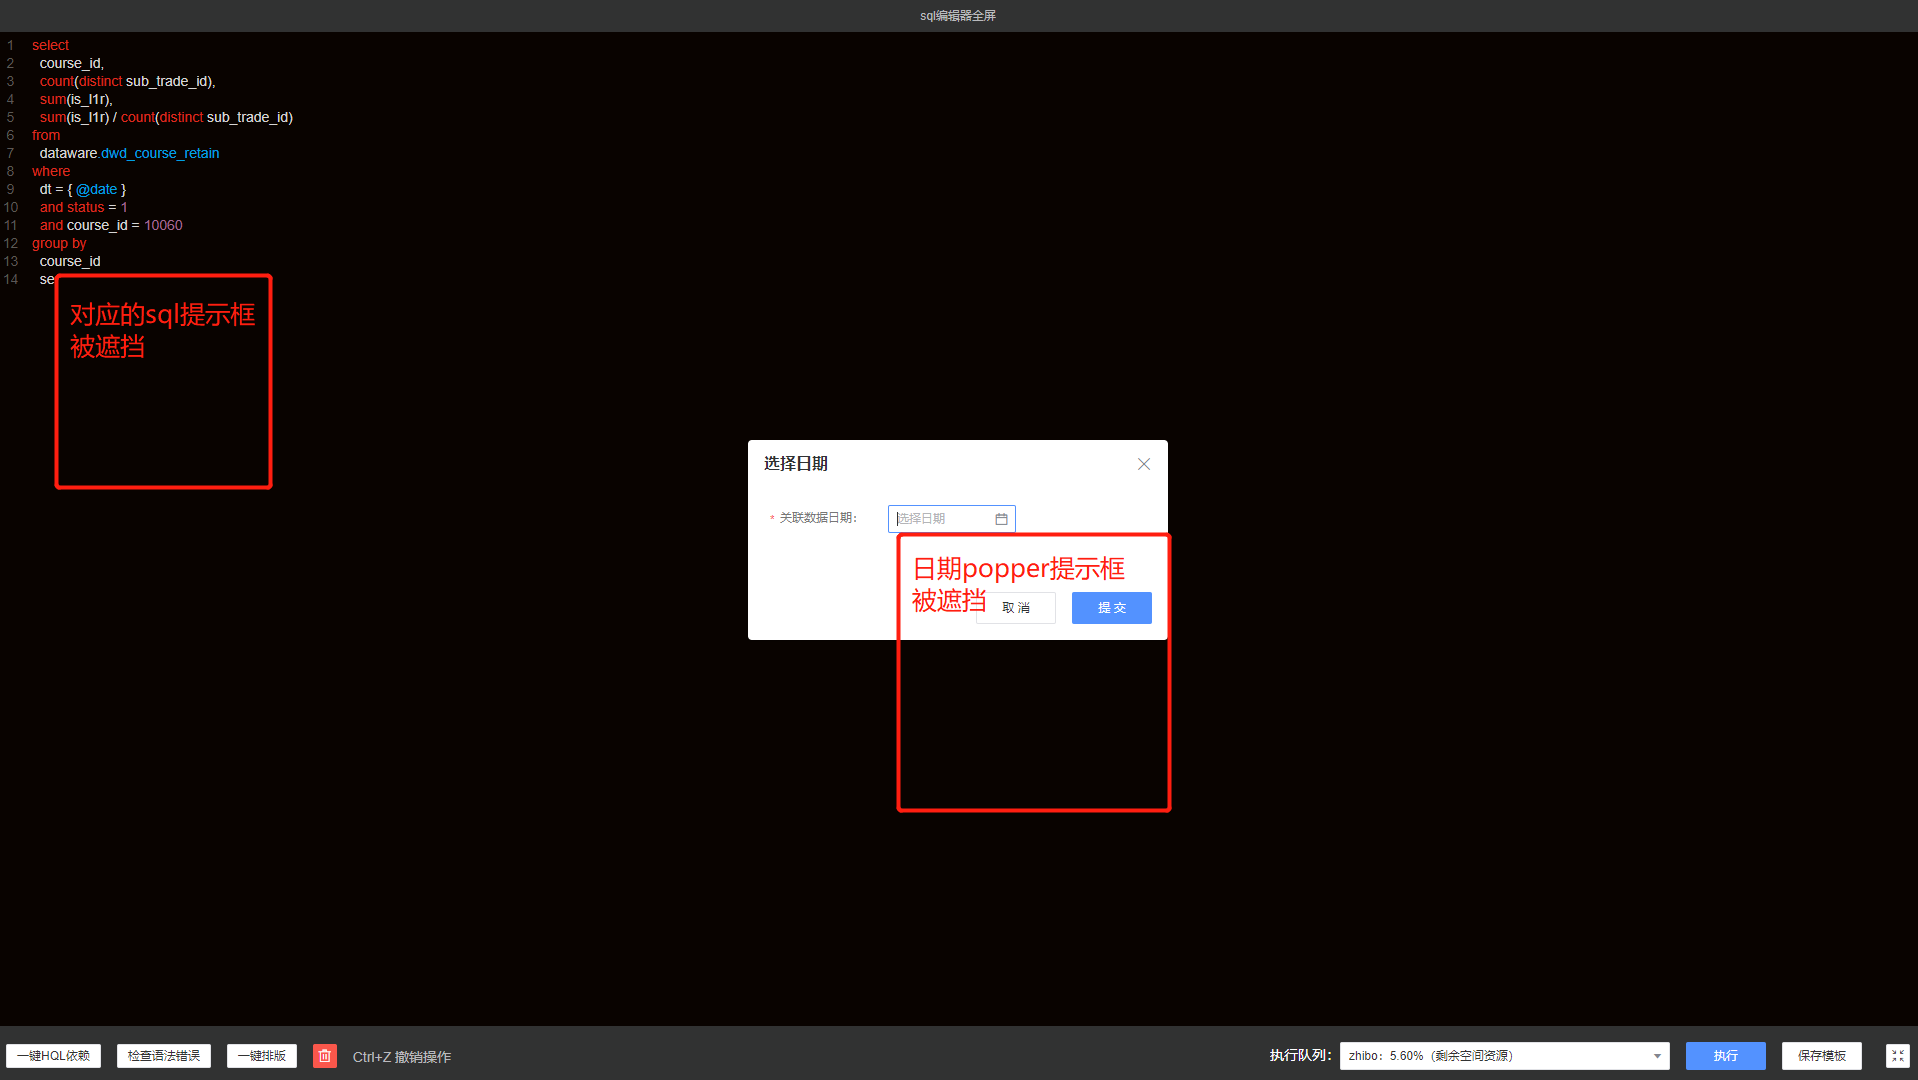 sql编辑器全屏
1 select
2 course_id,
3 count(distinct sub_trade_id),
4 sum(is_l1r),
5 sum(is_l1r) / count(distinct sub_trade_id)
6 from
7 dataware.dwd_course_retain
8 where
9 dt = { @date }
10 and status = 1
11 and course_id = 10060
12 group by
13 course_id
14 se
对应的sql提示框
被遮挡
选择日期
* 关联数据日期：
选择日期
日期popper提示框
被遮挡
取 消
提 交
一键HQL依赖
检查语法错误
一键排版
Ctrl+Z 撤销操作
执行队列：
zhibo：5.60%（剩余空间资源）
执行
保存模板